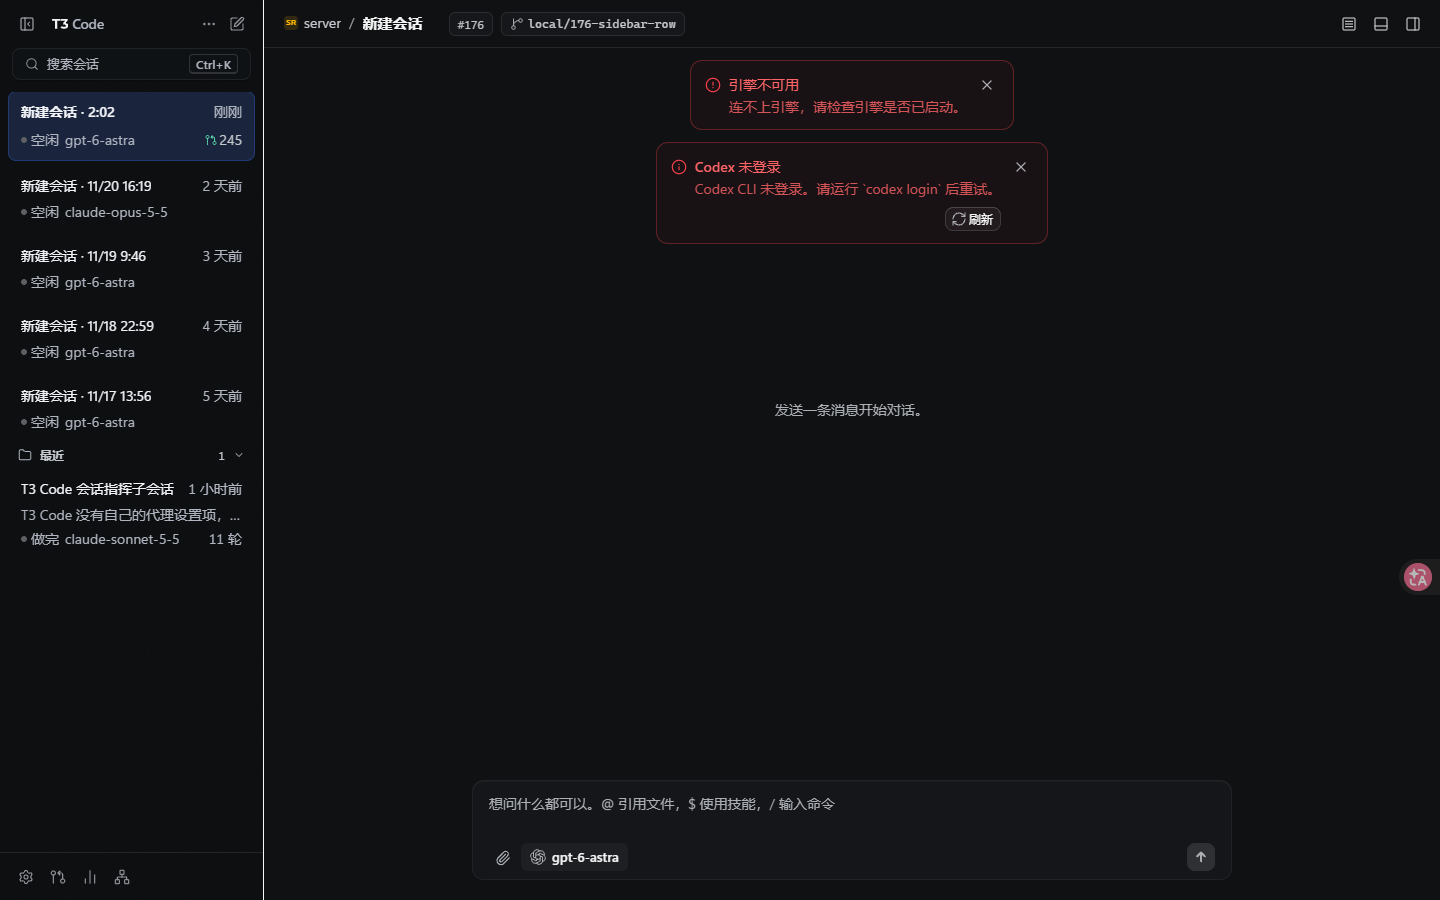 T3 Code
搜索会话 Ctrl+K
新建会话 · 2:02 刚刚
空闲 gpt-6-astra 245
新建会话 · 11/20 16:19 2 天前
空闲 claude-opus-5-5
新建会话 · 11/19 9:46 3 天前
空闲 gpt-6-astra
新建会话 · 11/18 22:59 4 天前
空闲 gpt-6-astra
新建会话 · 11/17 13:56 5 天前
空闲 gpt-6-astra
最近 1
T3 Code 会话指挥子会话 1 小时前
T3 Code 没有自己的代理设置项，...
做完 claude-sonnet-5-5 11 轮
SR server / 新建会话 #176 local/176-sidebar-row
引擎不可用
连不上引擎，请检查引擎是否已启动。
Codex 未登录
Codex CLI 未登录。请运行 `codex login` 后重试。
刷新
发送一条消息开始对话。
想问什么都可以。@ 引用文件，$ 使用技能，/ 输入命令
gpt-6-astra